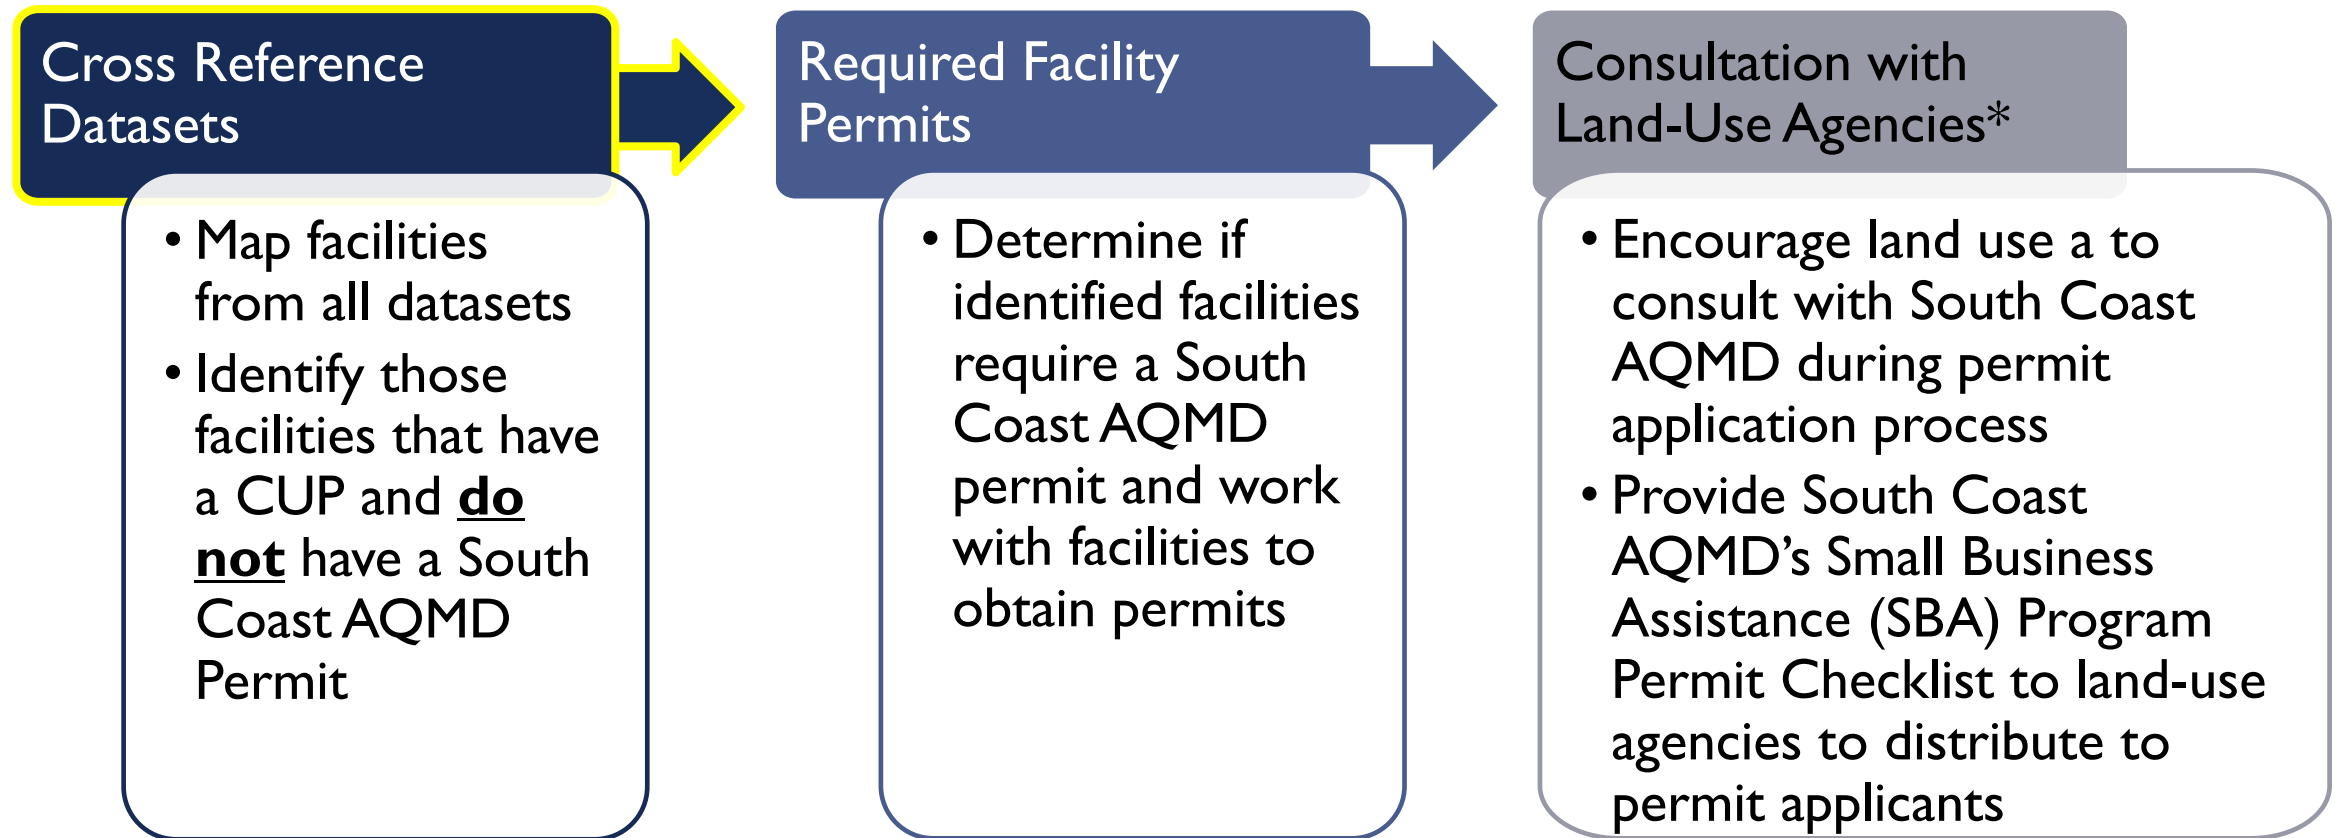 Cross Reference
Datasets
• Map facilities
from all datasets
• Identify those
facilities that have
a CUP and do
not have a South
Coast AQMD
Permit
Required Facility
Permits
• Determine if
identified facilities
require a South
Coast AQMD
permit and work
with facilities to
obtain permits
Consultation with
Land-Use Agencies*
• Encourage land use a to
consult with South Coast
AQMD during permit
application process
• Provide South Coast
AQMD’s Small Business
Assistance (SBA) Program
Permit Checklist to land-use
agencies to distribute to
permit applicants